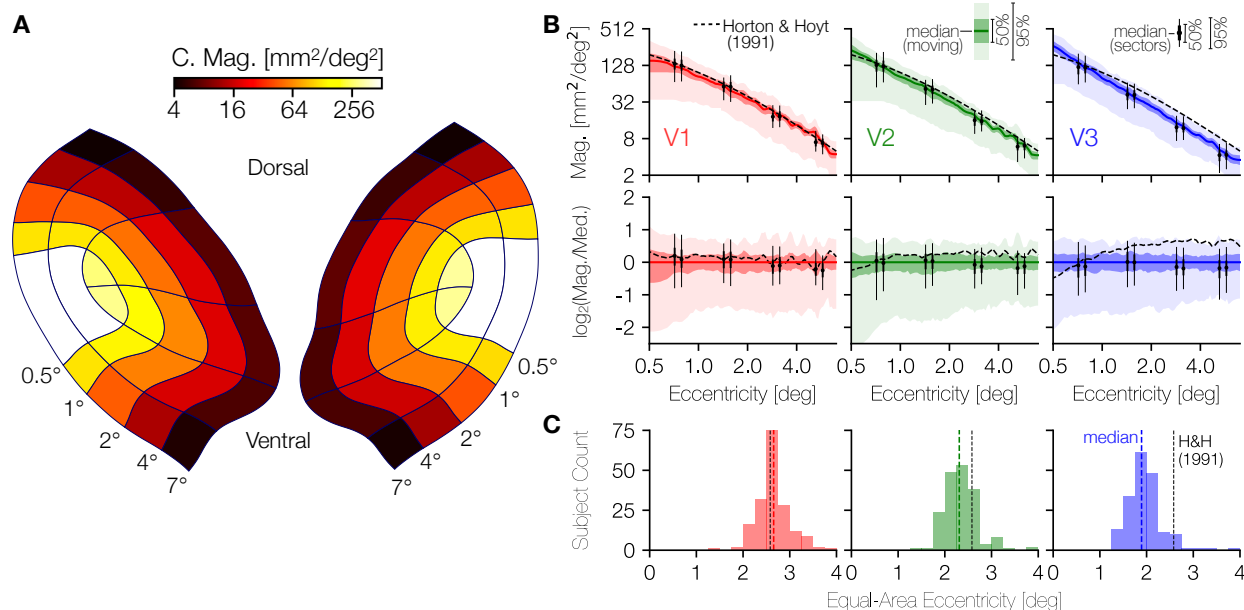 A
C. Mag. [mm²/deg²]
4 16 64 256
Dorsal
Ventral
0.5°
1°
2°
4°
7°
0.5°
1°
2°
4°
7°
B
Mag. [mm²/deg²]
512
128
32
8
2
Horton & Hoyt
(1991)
V1
median
(moving)
50%
95%
V2
median
(sectors)
50%
95%
V3
log₂(Mag./Med.)
2
1
0
-1
-2
0.5 1.0 2.0 4.0
0.5 1.0 2.0 4.0
0.5 1.0 2.0 4.0
Eccentricity [deg]
Eccentricity [deg]
Eccentricity [deg]
C
Subject Count
75
50
25
0
median
H&H
(1991)
0 1 2 3 4
0 1 2 3 4
0 1 2 3 4
Equal-Area Eccentricity [deg]